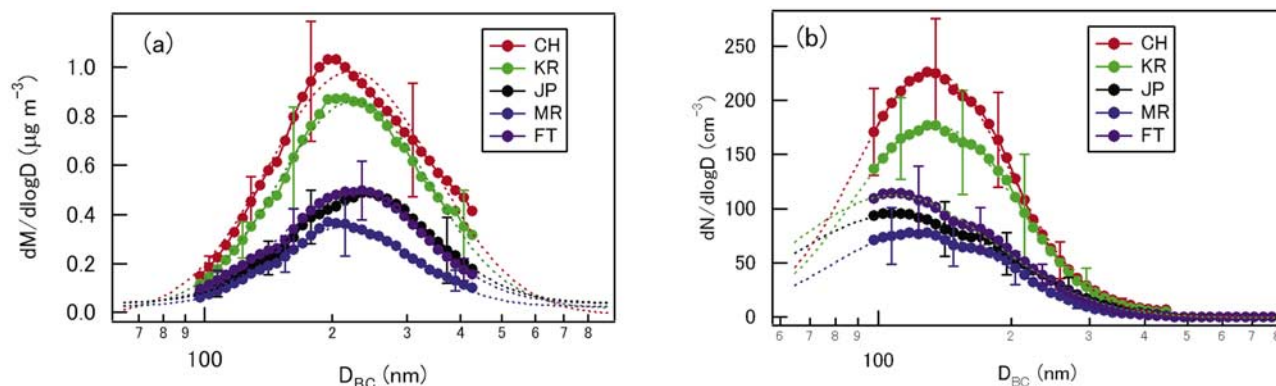 (a)
CH
KR
JP
MR
FT
dM/dlogD (μg m⁻³)
1.0
0.8
0.6
0.4
0.2
0.0
7 8 9 100 2 3 4 5 6 7 8
D_BC (nm)
(b)
CH
KR
JP
MR
FT
dN/dlogD (cm⁻³)
250
200
150
100
50
0
6 7 8 9 100 2 3 4 5 6 7 8
D_BC (nm)